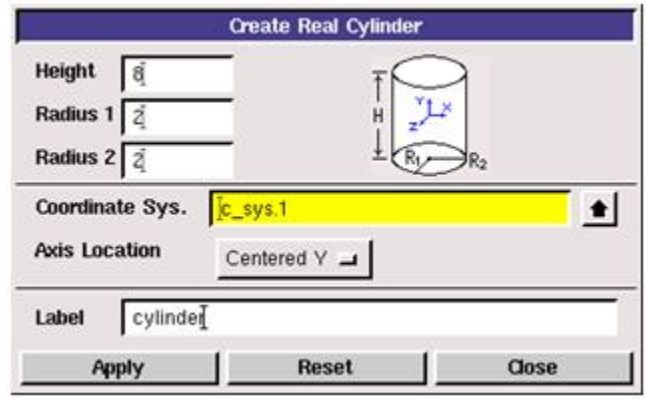 Create Real Cylinder
Height 8
Radius 1 2
Radius 2 2
H
Y
X
Z
R1
R2
Coordinate Sys. c_sys.1
Axis Location Centered Y
Label cylinder
Apply Reset Close